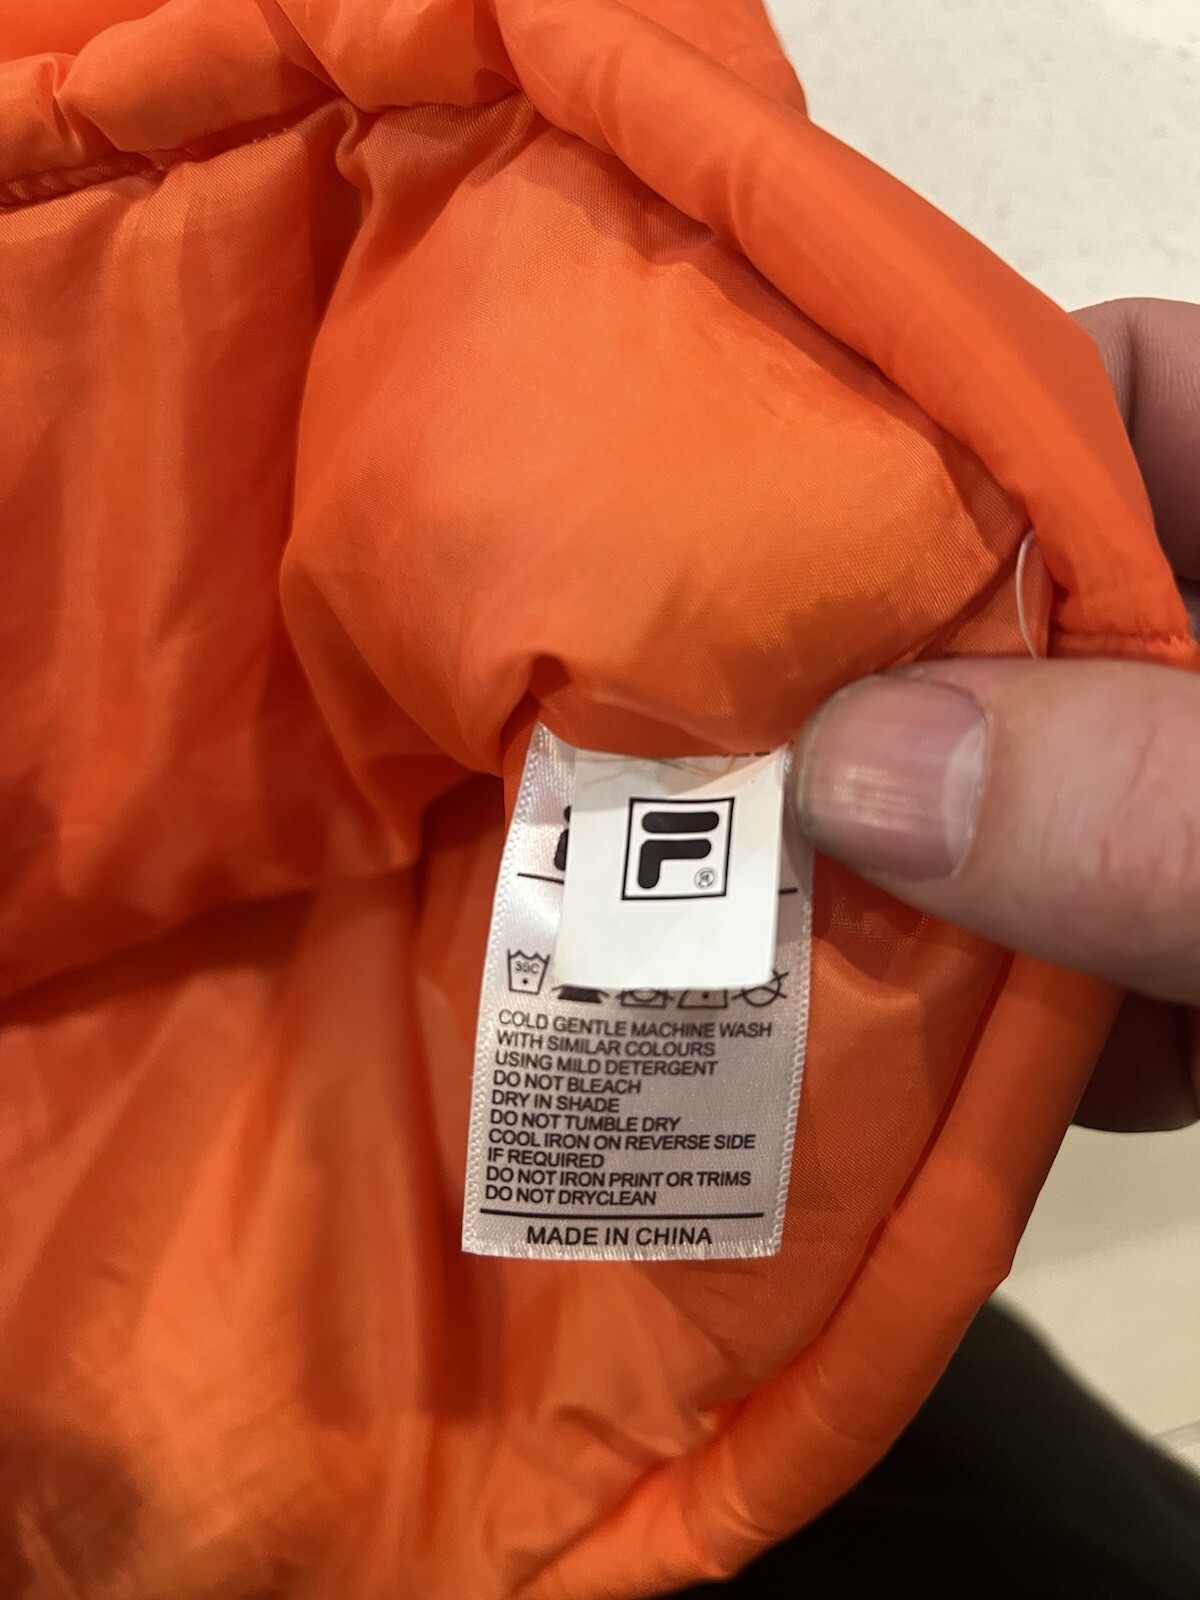 F
®
30C
COLD GENTLE MACHINE WASH
WITH SIMILAR COLOURS
USING MILD DETERGENT
DO NOT BLEACH
DRY IN SHADE
DO NOT TUMBLE DRY
COOL IRON ON REVERSE SIDE
IF REQUIRED
DO NOT IRON PRINT OR TRIMS
DO NOT DRYCLEAN
MADE IN CHINA